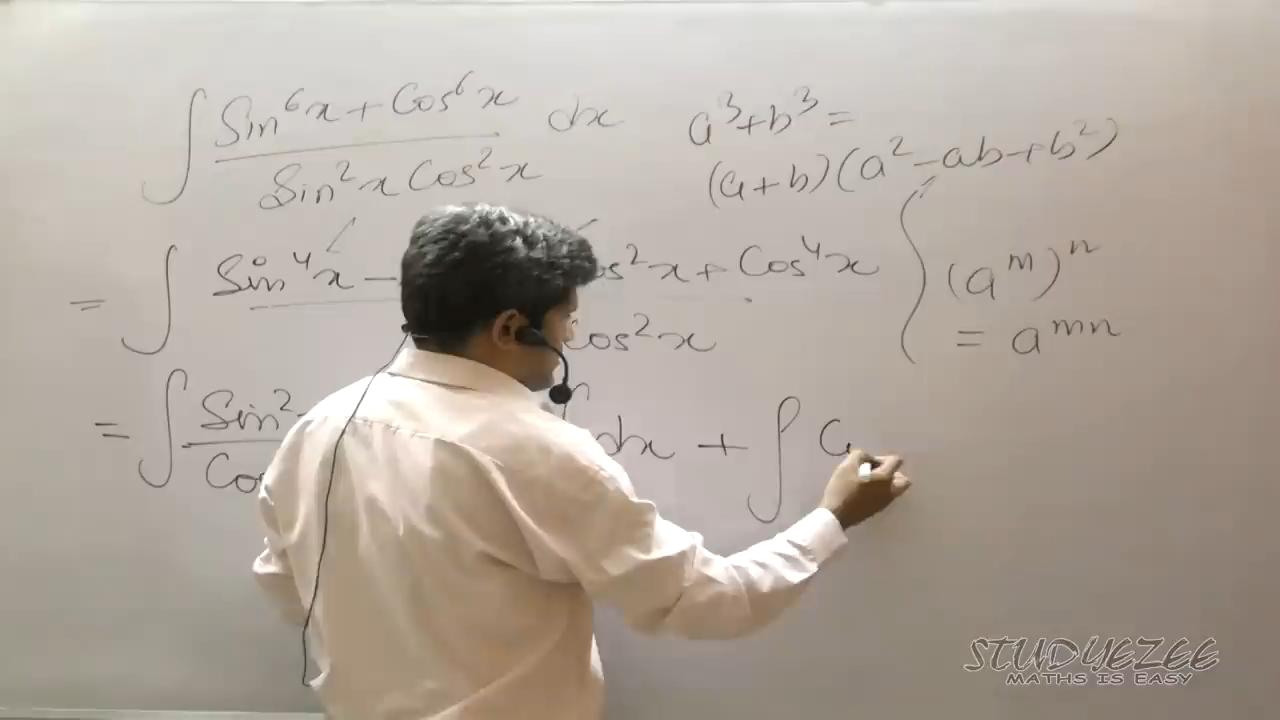 ∫ Sin⁶x + Cos⁶x dx
Sin²x Cos²x
a³+b³ =
(a+b)(a²-ab+b²)
= ∫ Sin⁴x - os²x + Cos⁴x
os²x
(aᵐ)ⁿ
= aᵐⁿ
= ∫ Sin² dx + ∫ C
Co
STUDYEZEE
MATHS IS EASY